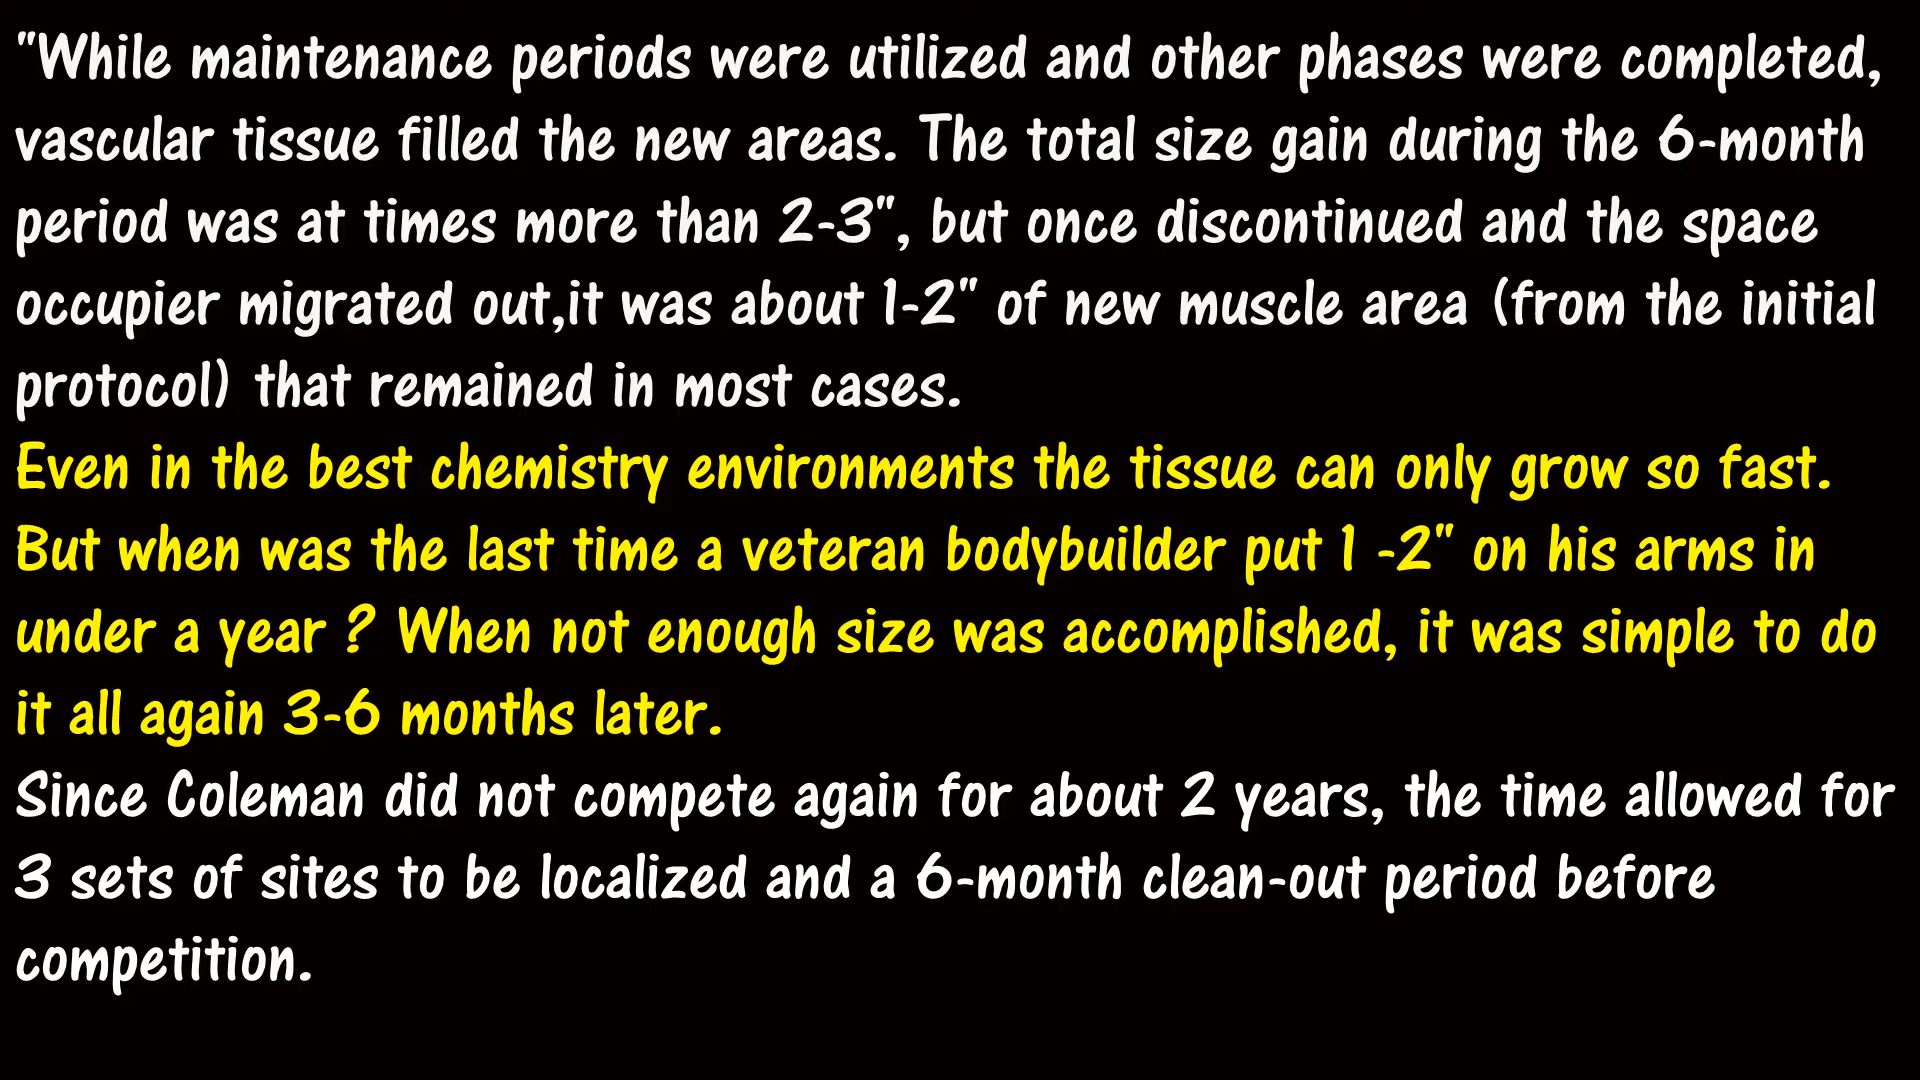 "While maintenance periods were utilized and other phases were completed,
vascular tissue filled the new areas. The total size gain during the 6-month
period was at times more than 2-3", but once discontinued and the space
occupier migrated out,it was about 1-2" of new muscle area (from the initial
protocol) that remained in most cases.
Even in the best chemistry environments the tissue can only grow so fast.
But when was the last time a veteran bodybuilder put 1 -2" on his arms in
under a year ? When not enough size was accomplished, it was simple to do
it all again 3-6 months later.
Since Coleman did not compete again for about 2 years, the time allowed for
3 sets of sites to be localized and a 6-month clean-out period before
competition.